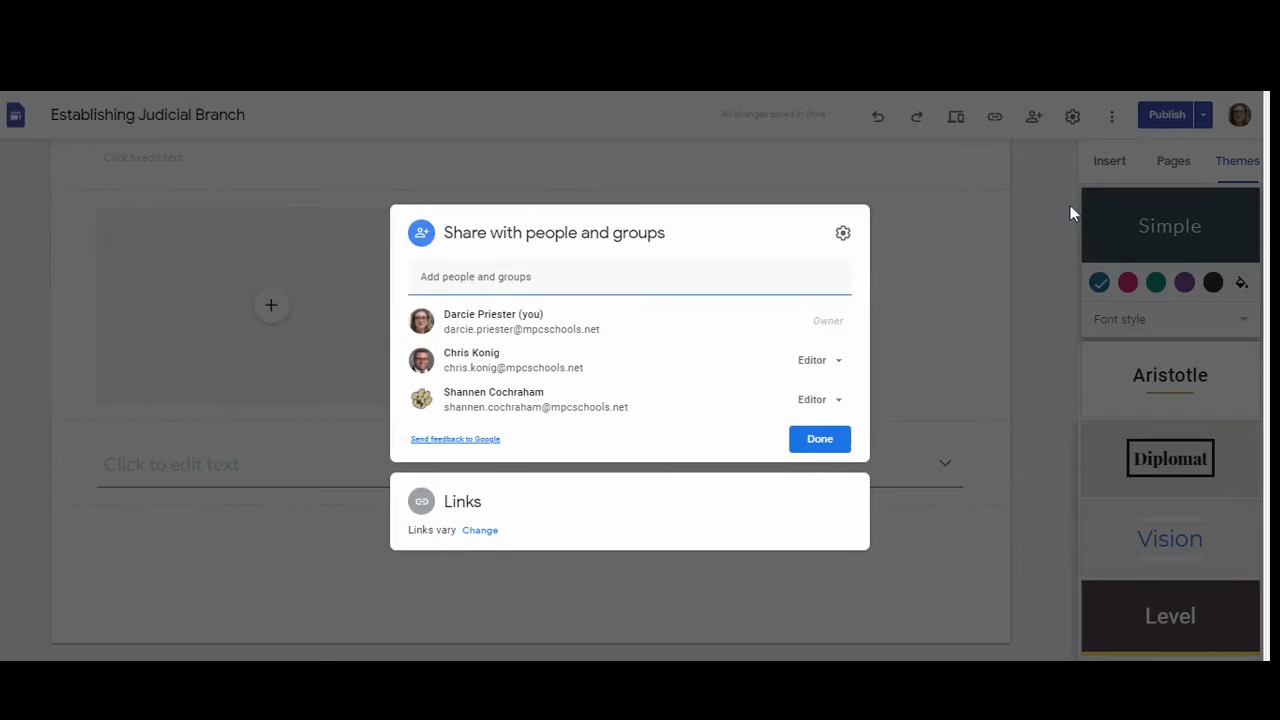 Establishing Judicial Branch
All changes saved in Drive
Publish
Click to edit text
Insert Pages Themes
Simple
Share with people and groups
Add people and groups
Darcie Priester (you)
darcie.priester@mpcschools.net
Owner
Chris Konig
chris.konig@mpcschools.net
Editor
Shannen Cochraham
shannen.cochraham@mpcschools.net
Editor
Send feedback to Google
Done
Font style
Aristotle
Click to edit text
Diplomat
Links
Links vary Change
Vision
Level